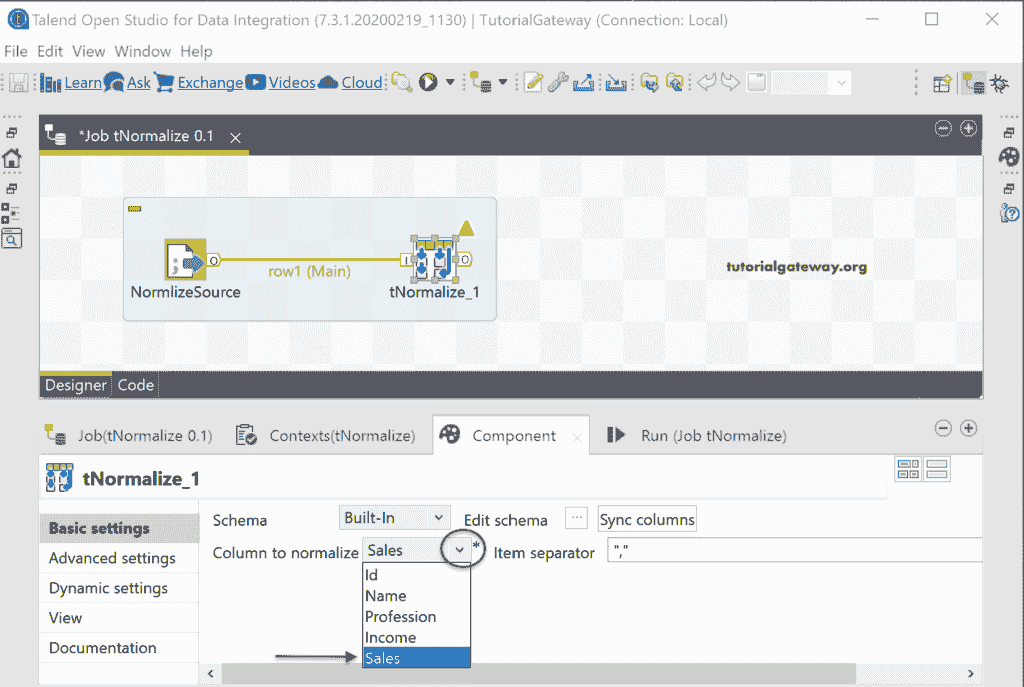 Talend Open Studio for Data Integration (7.3.1.20200219_1130) | TutorialGateway (Connection: Local)
File Edit View Window Help
Learn Ask Exchange Videos Cloud
*Job tNormalize 0.1
row1 (Main)
NormlizeSource
tNormalize_1
tutorialgateway.org
Designer Code
Job(tNormalize 0.1) Contexts(tNormalize) Component Run (Job tNormalize)
tNormalize_1
Basic settings
Advanced settings
Dynamic settings
View
Documentation
Schema Built-In Edit schema ... Sync columns
Column to normalize Sales * Item separator ","
Id
Name
Profession
Income
Sales